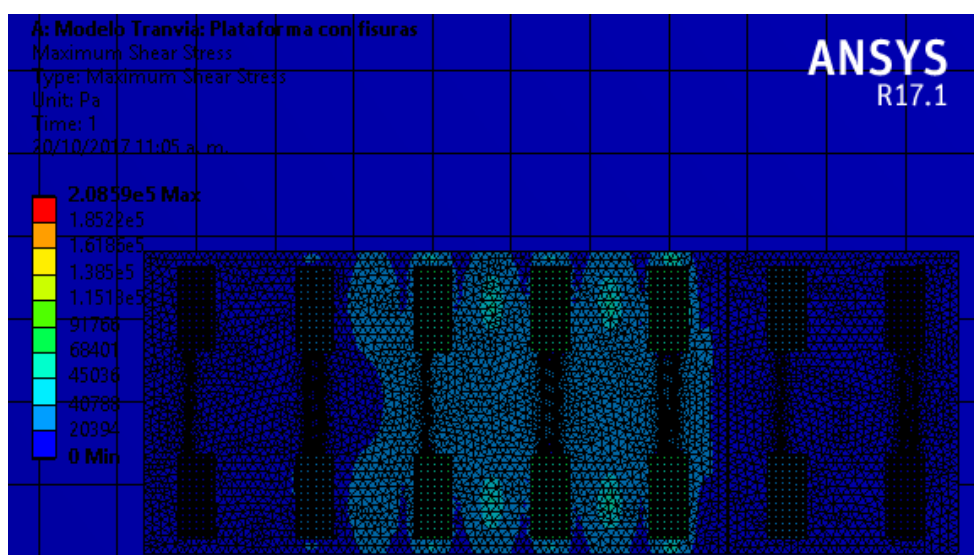 A: Modelo Tranvia: Plataforma con fisuras
Maximum Shear Stress
Type: Maximum Shear Stress
Unit: Pa
Time: 1
20/10/2017 11:05 a. m.
ANSYS
R17.1
2.0859e5 Max
1.8522e5
1.6186e5
1.385e5
1.1513e5
91766
68401
45036
40788
20394
0 Min